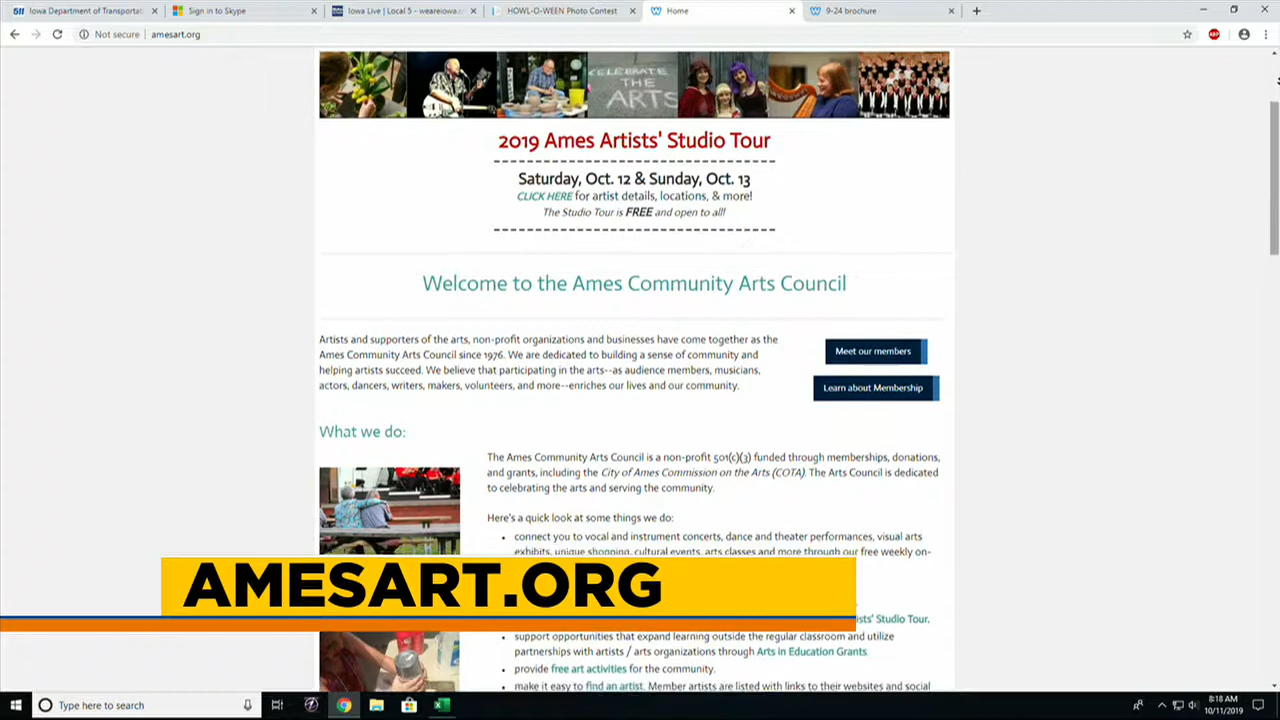 Iowa Department of Transportat
Sign in to Skype
Iowa Live | Local 5 - weareiowa.c
HOWL-O-WEEN Photo Contest
Home
9-24 brochure
Not secure | amesart.org
CELEBRATE
THE
ARTS
2019 Ames Artists' Studio Tour
Saturday, Oct. 12 & Sunday, Oct. 13
CLICK HERE for artist details, locations, & more!
The Studio Tour is FREE and open to all!
Welcome to the Ames Community Arts Council
Artists and supporters of the arts, non-profit organizations and businesses have come together as the
Ames Community Arts Council since 1976. We are dedicated to building a sense of community and
helping artists succeed. We believe that participating in the arts--as audience members, musicians,
actors, dancers, writers, makers, volunteers, and more--enriches our lives and our community.
Meet our members
Learn about Membership
What we do:
The Ames Community Arts Council is a non-profit 501(c)(3) funded through memberships, donations,
and grants, including the City of Ames Commission on the Arts (COTA). The Arts Council is dedicated
to celebrating the arts and serving the community.
Here's a quick look at some things we do:
• connect you to vocal and instrument concerts, dance and theater performances, visual arts
exhibits, unique shopping, cultural events, arts classes and more through our free weekly on-
AMESART.ORG
ists' Studio Tour.
• support opportunities that expand learning outside the regular classroom and utilize
partnerships with artists / arts organizations through Arts in Education Grants
• provide free art activities for the community.
• make it easy to find an artist. Member artists are listed with links to their websites and social
Type here to search
8:18 AM
10/11/2019